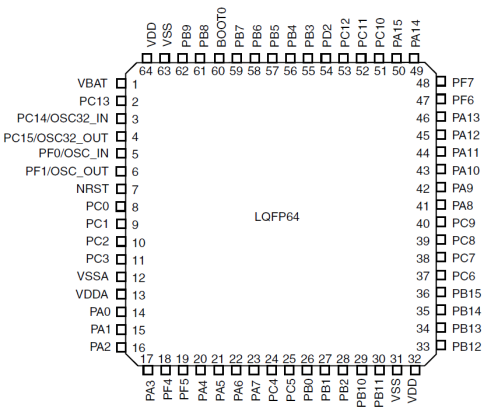 VDD VSS PB9 PB8 BOOT0 PB7 PB6 PB5 PB4 PB3 PD2 PC12 PC11 PC10 PA15 PA14
64 63 62 61 60 59 58 57 56 55 54 53 52 51 50 49
VBAT 1 48 PF7
PC13 2 47 PF6
PC14/OSC32_IN 3 46 PA13
PC15/OSC32_OUT 4 45 PA12
PF0/OSC_IN 5 44 PA11
PF1/OSC_OUT 6 43 PA10
NRST 7 42 PA9
PC0 8 41 PA8
PC1 9 LQFP64 40 PC9
PC2 10 39 PC8
PC3 11 38 PC7
VSSA 12 37 PC6
VDDA 13 36 PB15
PA0 14 35 PB14
PA1 15 34 PB13
PA2 16 33 PB12
17 18 19 20 21 22 23 24 25 26 27 28 29 30 31 32
PA3 PF4 PF5 PA4 PA5 PA6 PA7 PC4 PC5 PB0 PB1 PB2 PB10 PB11 VSS VDD